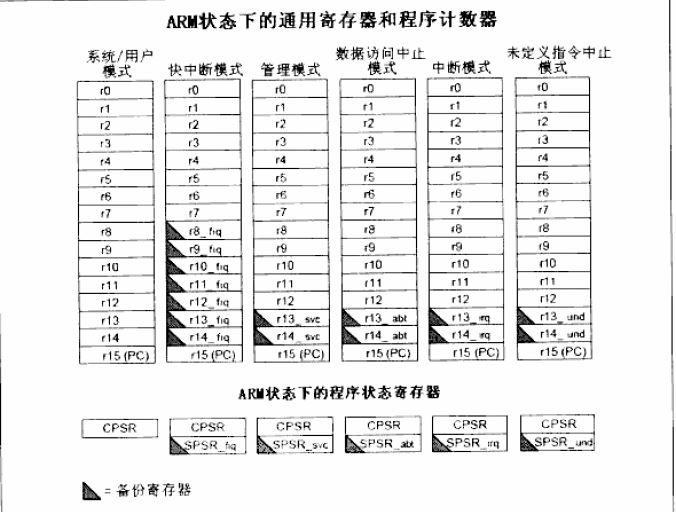 ARM状态下的通用寄存器和程序计数器
系统/用户模式 快中断模式 管理模式 数据访问中止模式 中断模式 未定义指令中止模式
r0 r0 r0 r0 r0 r0
r1 r1 r1 r1 r1 r1
r2 r2 r2 r2 r2 r2
r3 r3 r3 r3 r3 r3
r4 r4 r4 r4 r4 r4
r5 r5 r5 r5 r5 r5
r6 r6 r6 r6 r6 r6
r7 r7 r7 r7 r7 r7
r8 r8_fiq r8 r8 r8 r8
r9 r9_fiq r9 r9 r9 r9
r10 r10_fiq r10 r10 r10 r10
r11 r11_fiq r11 r11 r11 r11
r12 r12_fiq r12 r12 r12 r12
r13 r13_fiq r13_svc r13_abt r13_irq r13_und
r14 r14_fiq r14_svc r14_abt r14_irq r14_und
r15 (PC) r15 (PC) r15 (PC) r15 (PC) r15 (PC) r15 (PC)
ARM状态下的程序状态寄存器
CPSR CPSR CPSR CPSR CPSR CPSR
SPSR_fiq SPSR_svc SPSR_abt SPSR_irq SPSR_und
= 备份寄存器